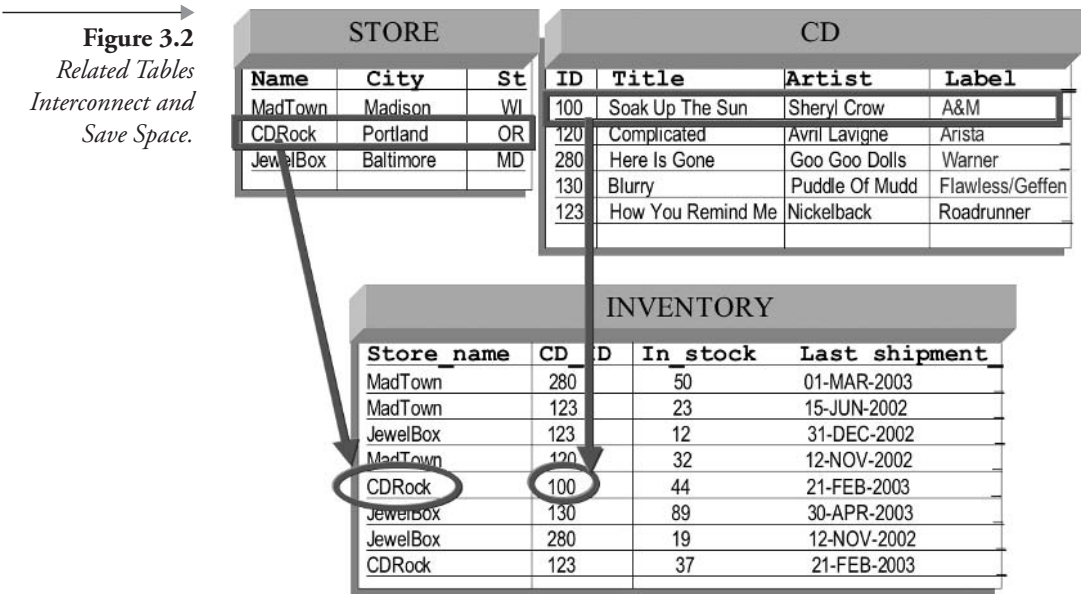 Figure 3.2
Related Tables
Interconnect and
Save Space.
STORE
Name City St
MadTown Madison WI
CDRock Portland OR
JewelBox Baltimore MD
CD
ID Title Artist Label
100 Soak Up The Sun Sheryl Crow A&M
120 Complicated Avril Lavigne Arista
280 Here Is Gone Goo Goo Dolls Warner
130 Blurry Puddle Of Mudd Flawless/Geffen
123 How You Remind Me Nickelback Roadrunner
INVENTORY
Store_name CD_ID In_stock Last shipment_
MadTown 280 50 01-MAR-2003
MadTown 123 23 15-JUN-2002
JewelBox 123 12 31-DEC-2002
MadTown 120 32 12-NOV-2002
CDRock 100 44 21-FEB-2003
JewelBox 130 89 30-APR-2003
JewelBox 280 19 12-NOV-2002
CDRock 123 37 21-FEB-2003